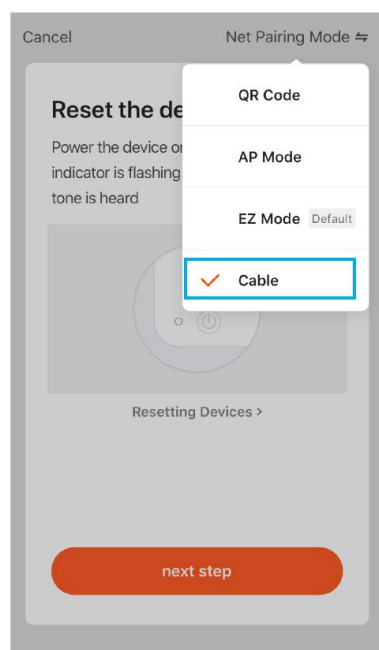 Cancel
Net Pairing Mode ⇋
Reset the de
Power the device or
indicator is flashing
tone is heard
QR Code
AP Mode
EZ Mode Default
Cable
Resetting Devices >
next step